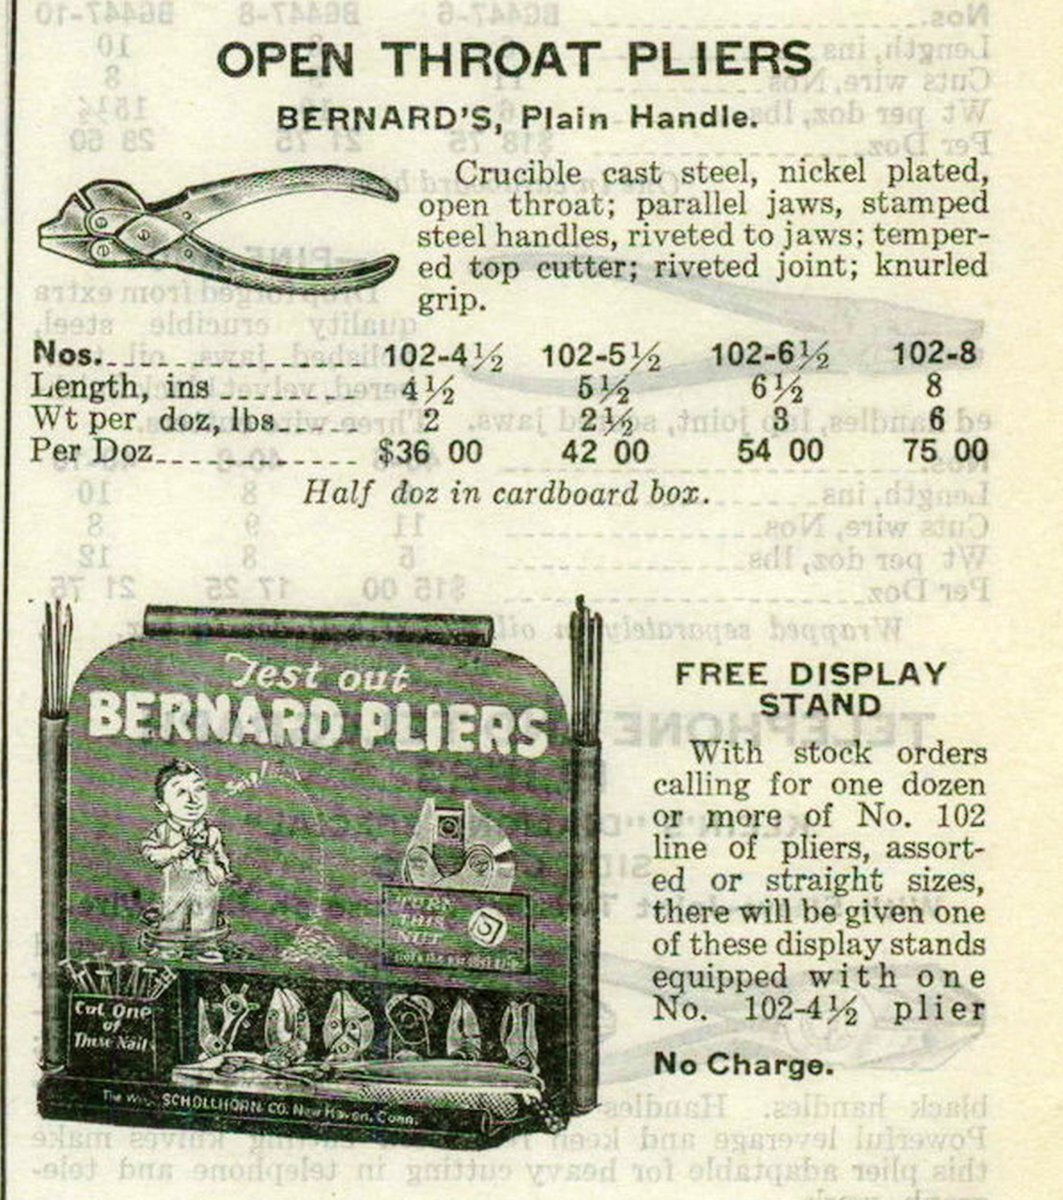 OPEN THROAT PLIERS
BERNARD'S, Plain Handle.
Crucible cast steel, nickel plated,
open throat; parallel jaws, stamped
steel handles, riveted to jaws; temper-
ed top cutter; riveted joint; knurled
grip.
Nos. 102-4½ 102-5½ 102-6½ 102-8
Length, ins 4½ 5½ 6½ 8
Wt per doz, lbs. 2 2½ 3 6
Per Doz $36 00 42 00 54 00 75 00
Half doz in cardboard box.
Test out
BERNARD PLIERS
TURN
THIS
NUT
Cut One
of
These Nails
The Wm. SCHOLLHORN CO. New Haven, Conn.
FREE DISPLAY
STAND
With stock orders
calling for one dozen
or more of No. 102
line of pliers, assort-
ed or straight sizes,
there will be given one
of these display stands
equipped with one
No. 102-4½ plier
No Charge.